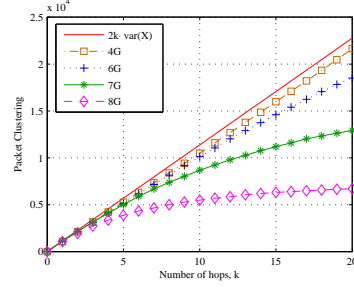 x 10^4
2.5
2
1.5
1
0.5
0
0
5
10
15
20
Packet Clustering
Number of hops, k
2k· var(X)
4G
6G
7G
8G